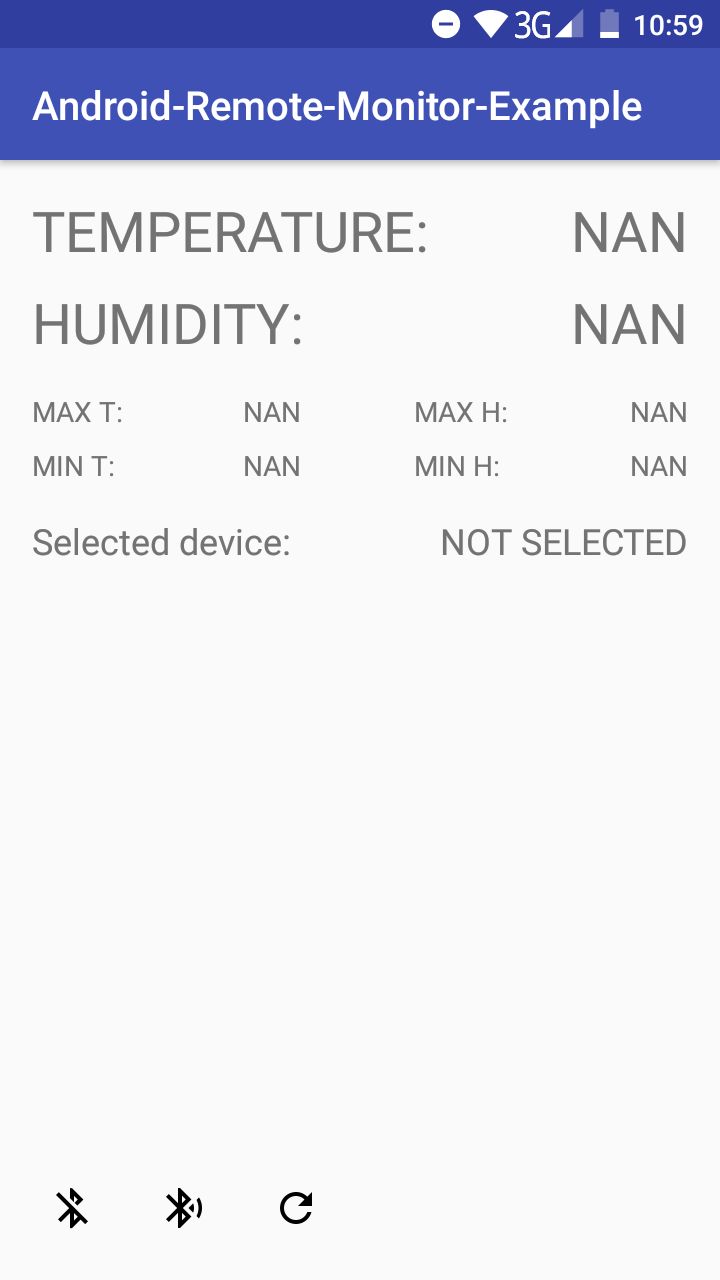 3G 10:59
Android-Remote-Monitor-Example
TEMPERATURE: NAN
HUMIDITY: NAN
MAX T: NAN MAX H: NAN
MIN T: NAN MIN H: NAN
Selected device: NOT SELECTED